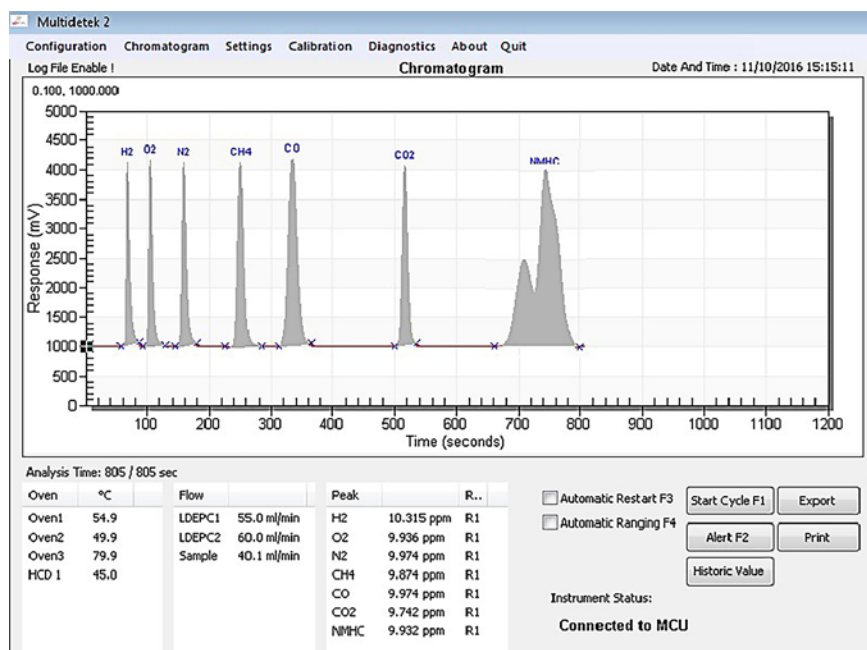 Multidetek 2
Configuration Chromatogram Settings Calibration Diagnostics About Quit
Log File Enable ! Chromatogram Date And Time : 11/10/2016 15:15:11
0.100, 1000.000
5000
4500
4000
3500
3000
2500
2000
1500
1000
500
0
Response (mV)
H2 O2 N2 CH4 CO CO2 NMHC
100 200 300 400 500 600 700 800 900 1000 1100 1200
Time (seconds)
Analysis Time: 805 / 805 sec
Oven °C
Oven1 54.9
Oven2 49.9
Oven3 79.9
HCD 1 45.0
Flow
LDEPC1 55.0 ml/min
LDEPC2 60.0 ml/min
Sample 40.1 ml/min
Peak R..
H2 10.315 ppm R1
O2 9.936 ppm R1
N2 9.974 ppm R1
CH4 9.874 ppm R1
CO 9.974 ppm R1
CO2 9.742 ppm R1
NMHC 9.932 ppm R1
Automatic Restart F3
Automatic Ranging F4
Start Cycle F1 Export
Alert F2 Print
Historic Value
Instrument Status:
Connected to MCU